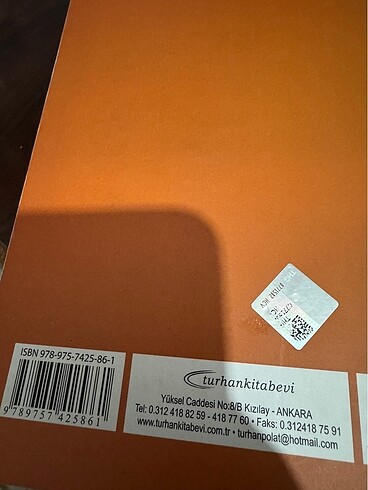 ISBN 978-975-7425-86-1
9 789757 425861
turhankitabevi
Yüksel Caddesi No:8/B Kızılay - ANKARA
Tel: 0.312 418 82 59 - 418 77 60 • Faks: 0.312418 75 91
www.turhankitabevi.com.tr • turhanpolat@hotmail.com